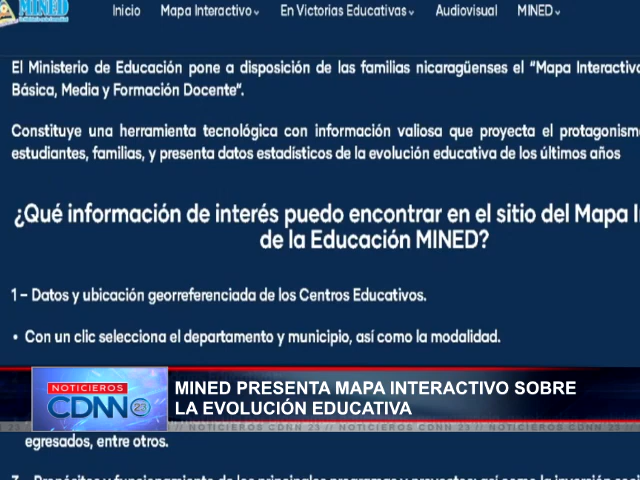 MINED
Inicio Mapa Interactivo En Victorias Educativas Audiovisual MINED
El Ministerio de Educación pone a disposición de las familias nicaragüenses el "Mapa Interactivo
Básica, Media y Formación Docente".
Constituye una herramienta tecnológica con información valiosa que proyecta el protagonism
estudiantes, familias, y presenta datos estadísticos de la evolución educativa de los últimos años
¿Qué información de interés puedo encontrar en el sitio del Mapa In
de la Educación MINED?
1 – Datos y ubicación georreferenciada de los Centros Educativos.
• Con un clic selecciona el departamento y municipio, así como la modalidad.
NOTICIEROS
CDNN 23
MINED PRESENTA MAPA INTERACTIVO SOBRE
LA EVOLUCIÓN EDUCATIVA
NOTICIEROS CDNN 23 // NOTICIEROS CDNN 23 // NOTICIEROS CDNN 23
egresados, entre otros.